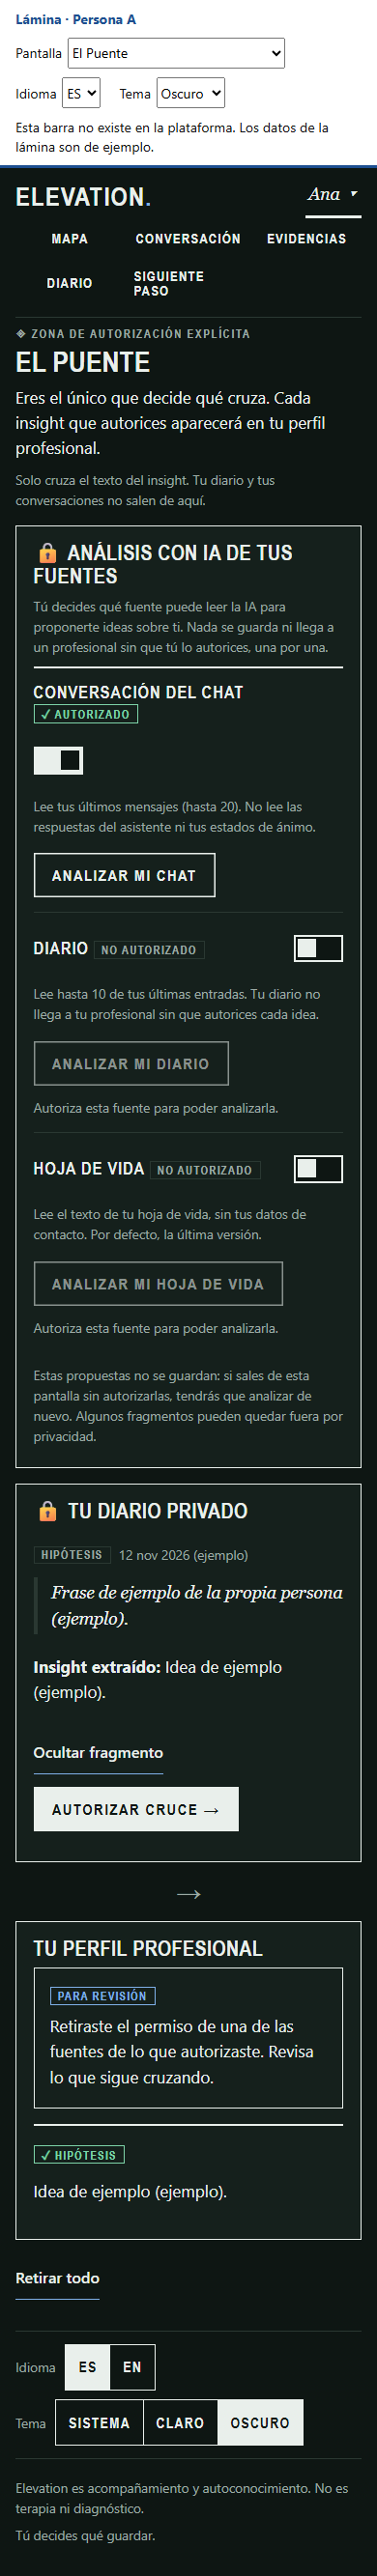 Lámina · Persona A
Pantalla El Puente
Idioma ES Tema Oscuro
Esta barra no existe en la plataforma. Los datos de la
lámina son de ejemplo.
ELEVATION.
Ana
MAPA CONVERSACIÓN EVIDENCIAS
DIARIO SIGUIENTE
PASO
ZONA DE AUTORIZACIÓN EXPLÍCITA
EL PUENTE
Eres el único que decide qué cruza. Cada
insight que autorices aparecerá en tu perfil
profesional.
Solo cruza el texto del insight. Tu diario y tus
conversaciones no salen de aquí.
ANÁLISIS CON IA DE TUS
FUENTES
Tú decides qué fuente puede leer la IA para
proponerte ideas sobre ti. Nada se guarda ni llega a
un profesional sin que tú lo autorices, una por una.
CONVERSACIÓN DEL CHAT
✓ AUTORIZADO
Lee tus últimos mensajes (hasta 20). No lee las
respuestas del asistente ni tus estados de ánimo.
ANALIZAR MI CHAT
DIARIO NO AUTORIZADO
Lee hasta 10 de tus últimas entradas. Tu diario no
llega a tu profesional sin que autorices cada idea.
ANALIZAR MI DIARIO
Autoriza esta fuente para poder analizarla.
HOJA DE VIDA NO AUTORIZADO
Lee el texto de tu hoja de vida, sin tus datos de
contacto. Por defecto, la última versión.
ANALIZAR MI HOJA DE VIDA
Autoriza esta fuente para poder analizarla.
Estas propuestas no se guardan: si sales de esta
pantalla sin autorizarlas, tendrás que analizar de
nuevo. Algunos fragmentos pueden quedar fuera por
privacidad.
TU DIARIO PRIVADO
HIPÓTESIS 12 nov 2026 (ejemplo)
Frase de ejemplo de la propia persona
(ejemplo).
Insight extraído: Idea de ejemplo
(ejemplo).
Ocultar fragmento
AUTORIZAR CRUCE →
→
TU PERFIL PROFESIONAL
PARA REVISIÓN
Retiraste el permiso de una de las
fuentes de lo que autorizaste. Revisa
lo que sigue cruzando.
✓ HIPÓTESIS
Idea de ejemplo (ejemplo).
Retirar todo
Idioma ES EN
Tema SISTEMA CLARO OSCURO
Elevation es acompañamiento y autoconocimiento. No es
terapia ni diagnóstico.
Tú decides qué guardar.